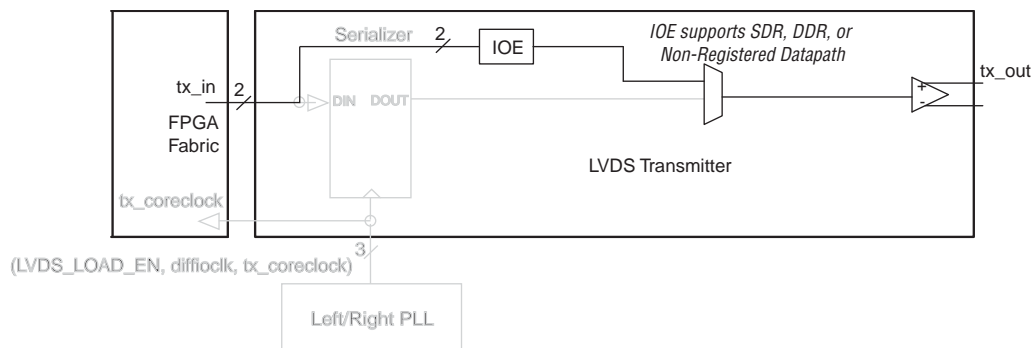 Serializer
2
IOE
IOE supports SDR, DDR, or
Non-Registered Datapath
tx_in
2
DIN
DOUT
+
-
tx_out
FPGA
Fabric
LVDS Transmitter
tx_coreclock
3
(LVDS_LOAD_EN, diffioclk, tx_coreclock)
Left/Right PLL